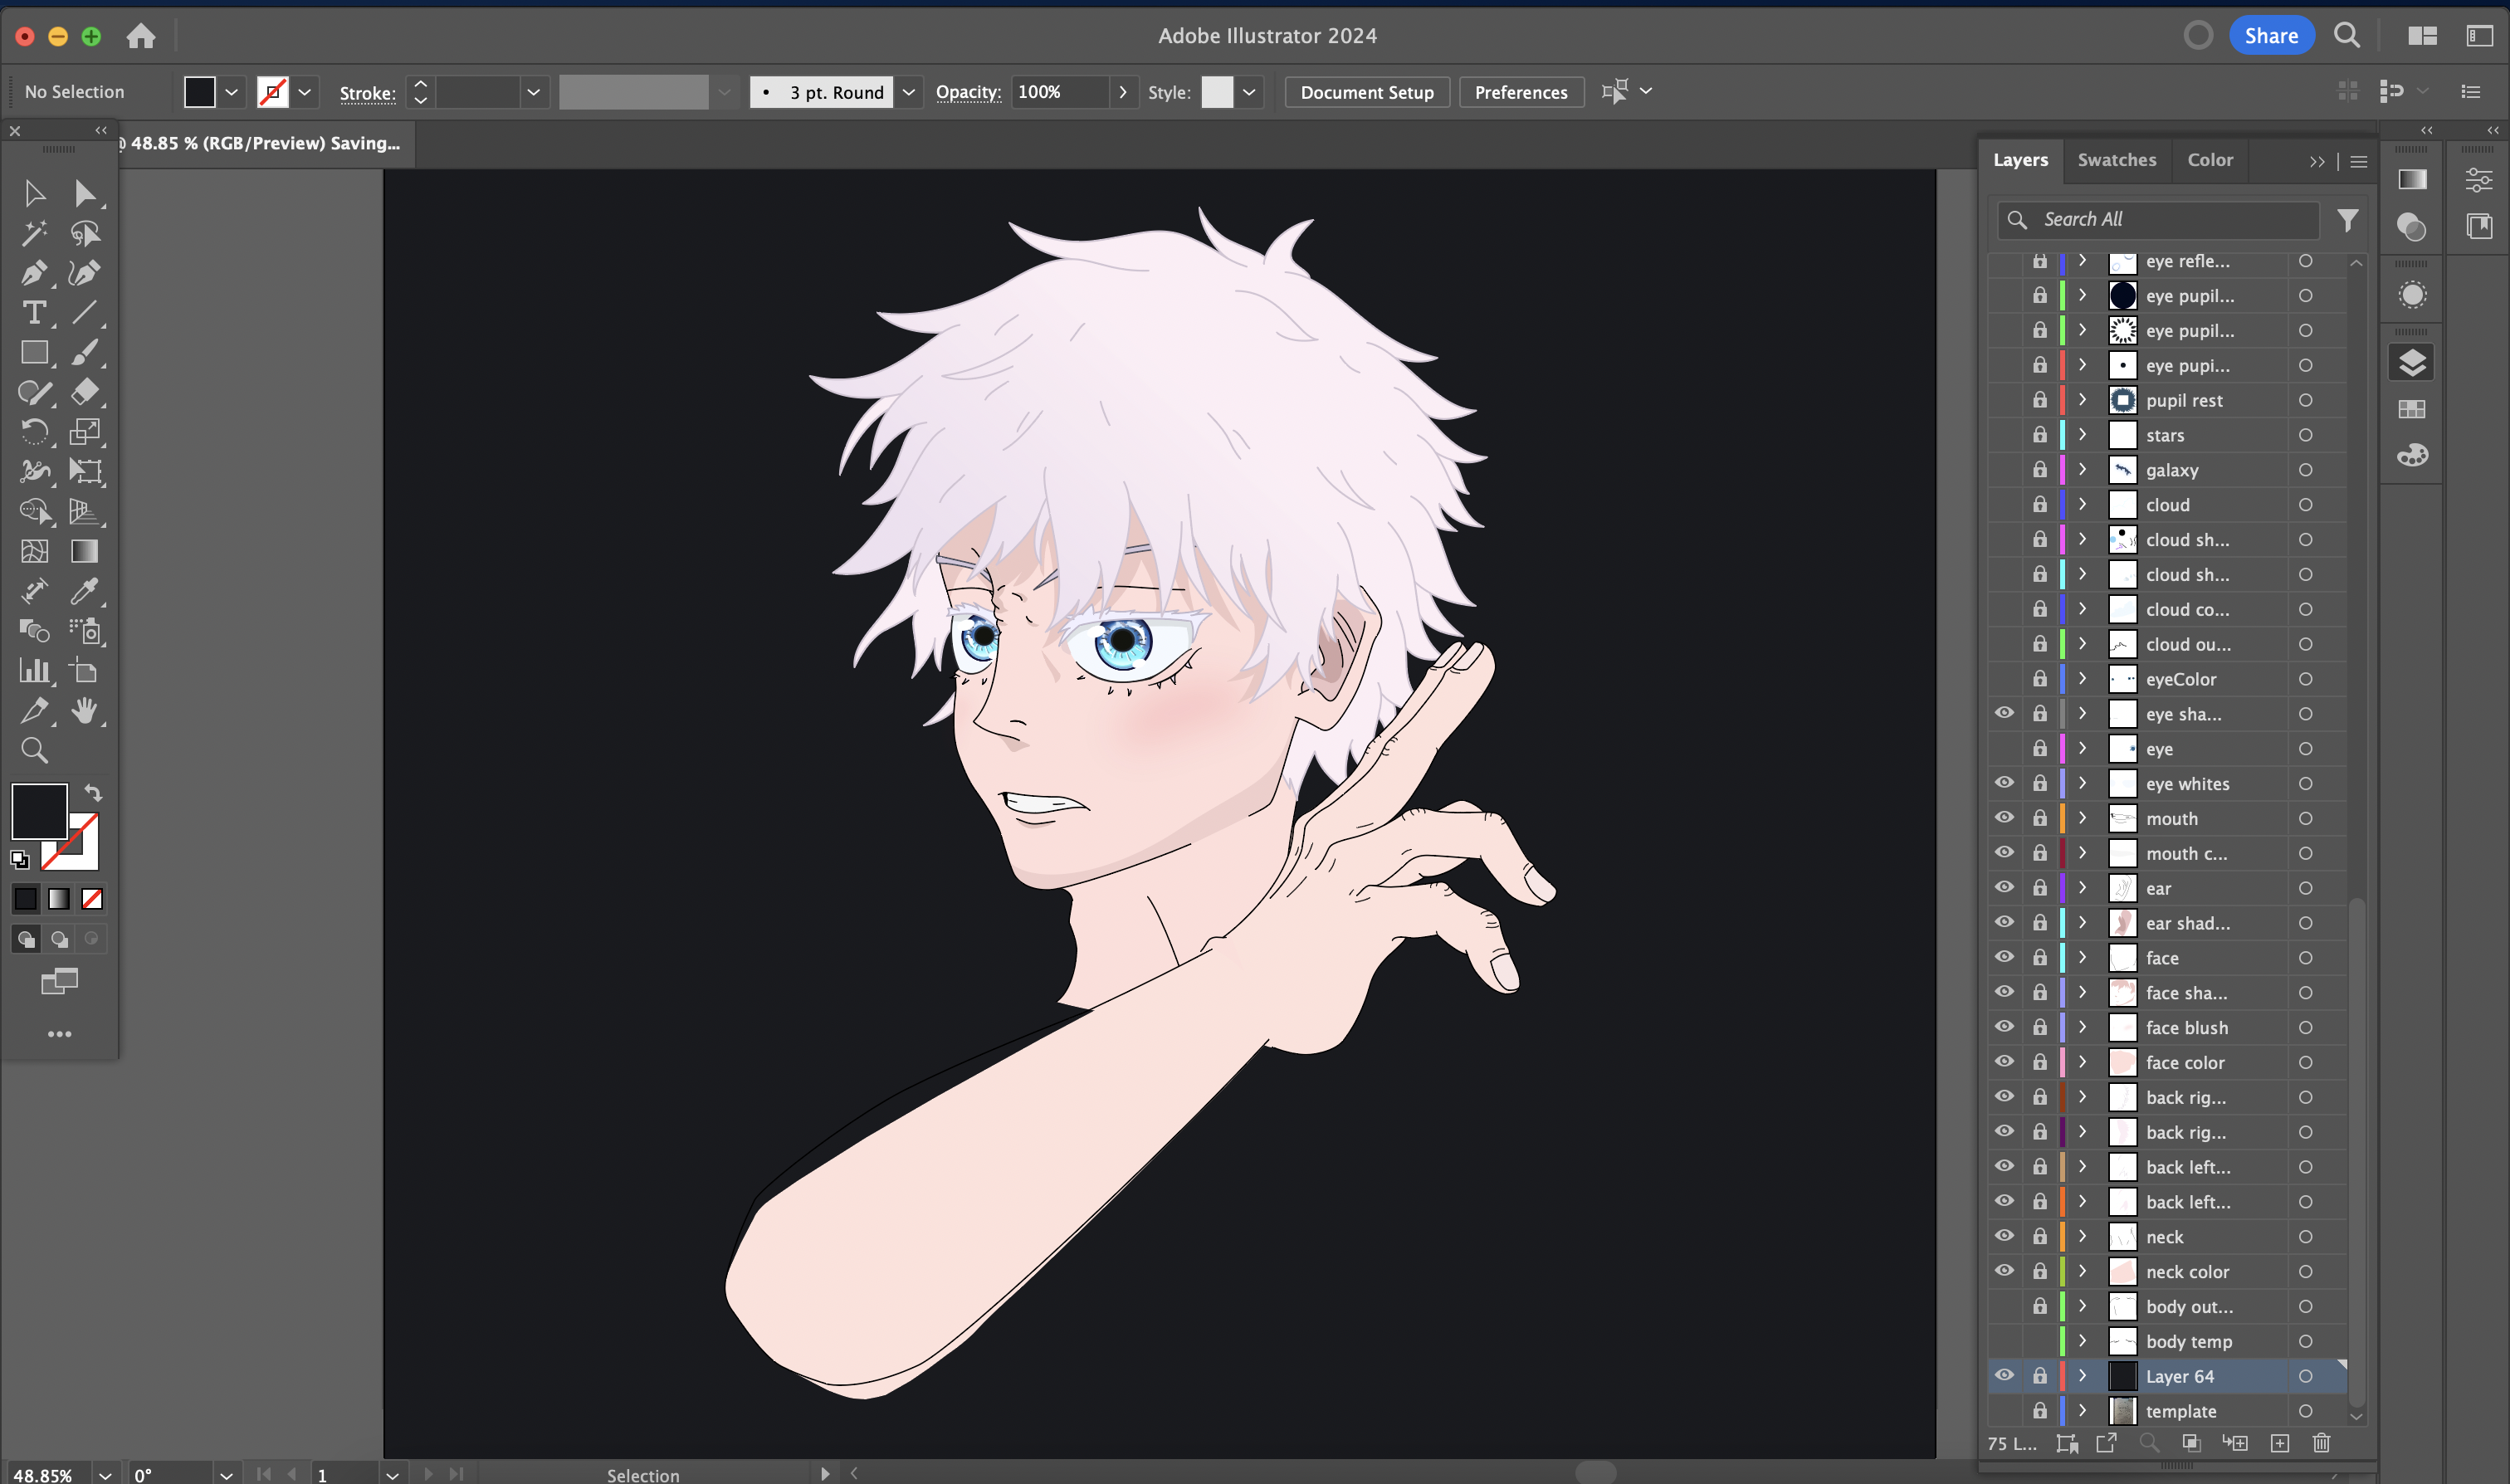 Adobe Illustrator 2024
Share
No Selection
Stroke:
3 pt. Round
Opacity:
100%
Style:
Document Setup
Preferences
@ 48.85 % (RGB/Preview) Saving...
Layers
Swatches
Color
Search All
eye refle...
eye pupil...
eye pupil...
eye pupi...
pupil rest
stars
galaxy
cloud
cloud sh...
cloud sh...
cloud co...
cloud ou...
eyeColor
eye sha...
eye
eye whites
mouth
mouth c...
ear
ear shad...
face
face sha...
face blush
face color
back rig...
back rig...
back left...
back left...
neck
neck color
body out...
body temp
Layer 64
template
75 L...
48.85%
0°
1
Selection